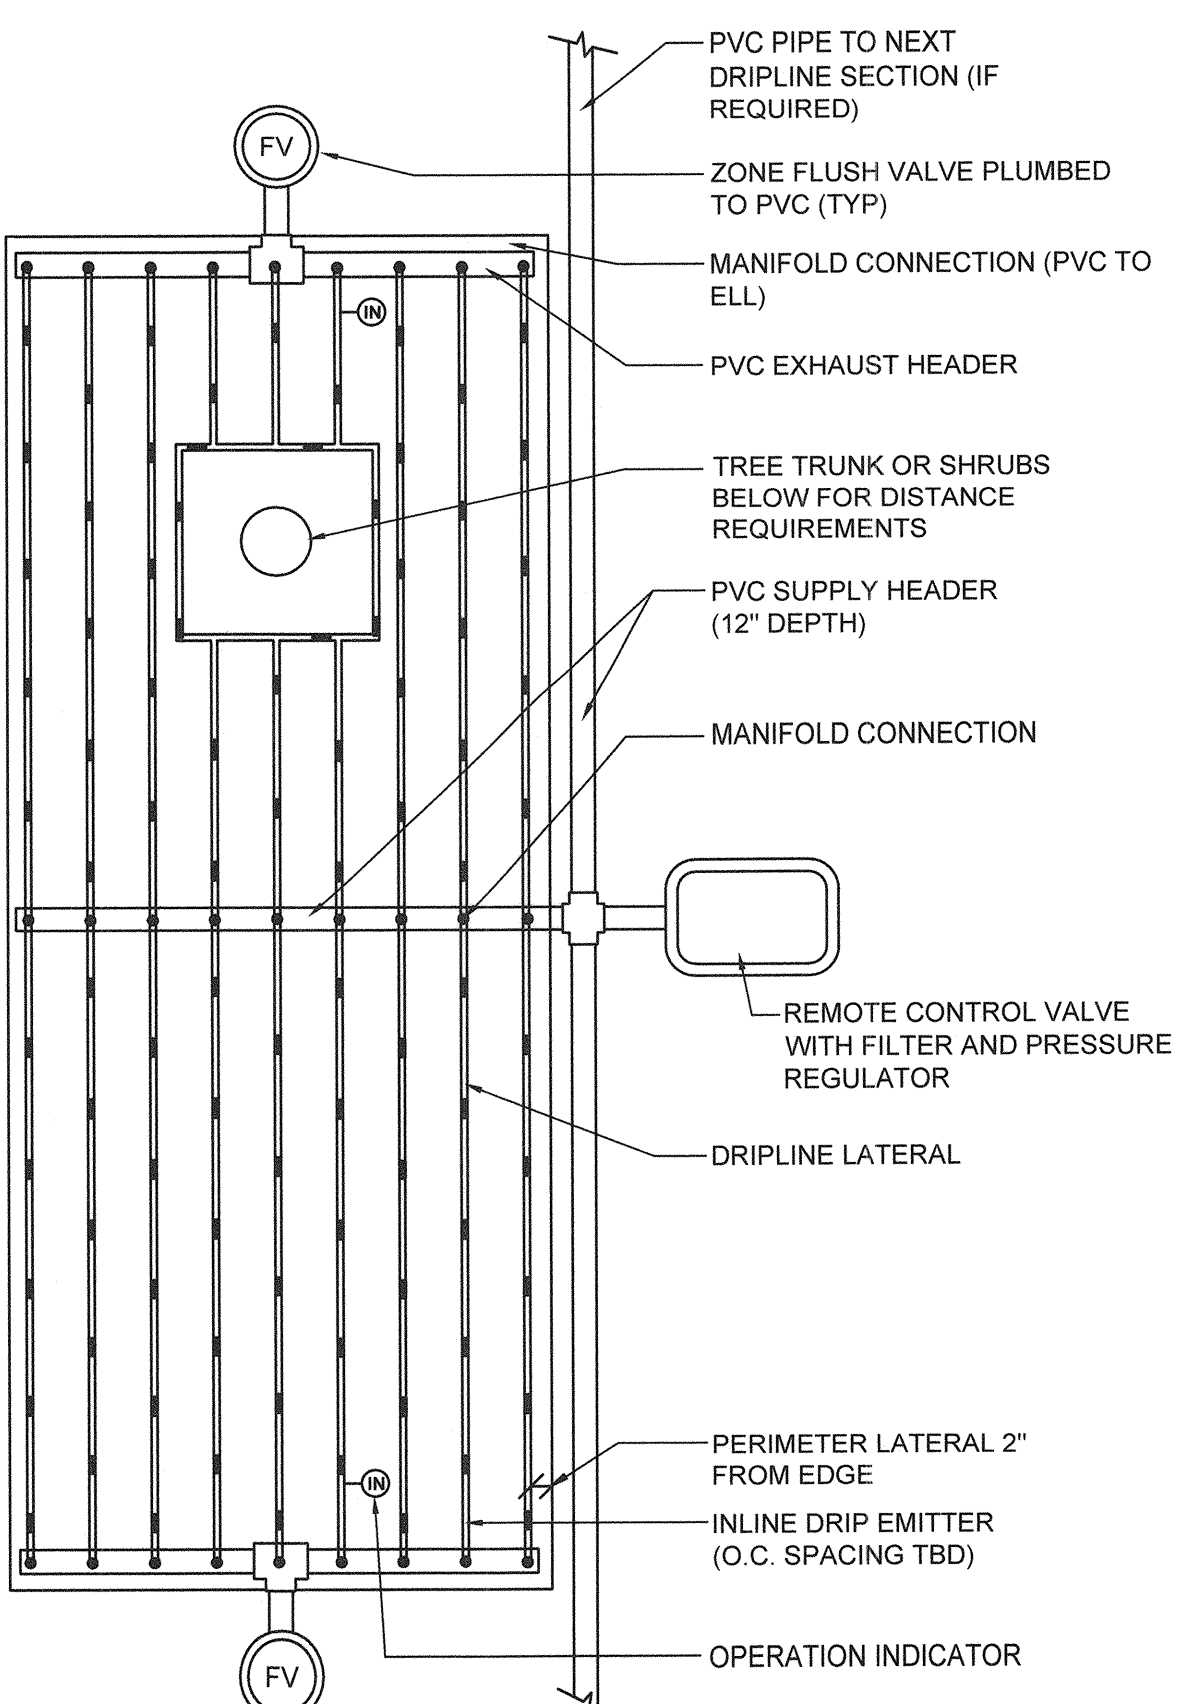 PVC PIPE TO NEXT
DRIPLINE SECTION (IF
REQUIRED)
FV
ZONE FLUSH VALVE PLUMBED
TO PVC (TYP)
MANIFOLD CONNECTION (PVC TO
ELL)
IN
PVC EXHAUST HEADER
TREE TRUNK OR SHRUBS
BELOW FOR DISTANCE
REQUIREMENTS
PVC SUPPLY HEADER
(12" DEPTH)
MANIFOLD CONNECTION
REMOTE CONTROL VALVE
WITH FILTER AND PRESSURE
REGULATOR
DRIPLINE LATERAL
PERIMETER LATERAL 2"
FROM EDGE
IN
INLINE DRIP EMITTER
(O.C. SPACING TBD)
OPERATION INDICATOR
FV